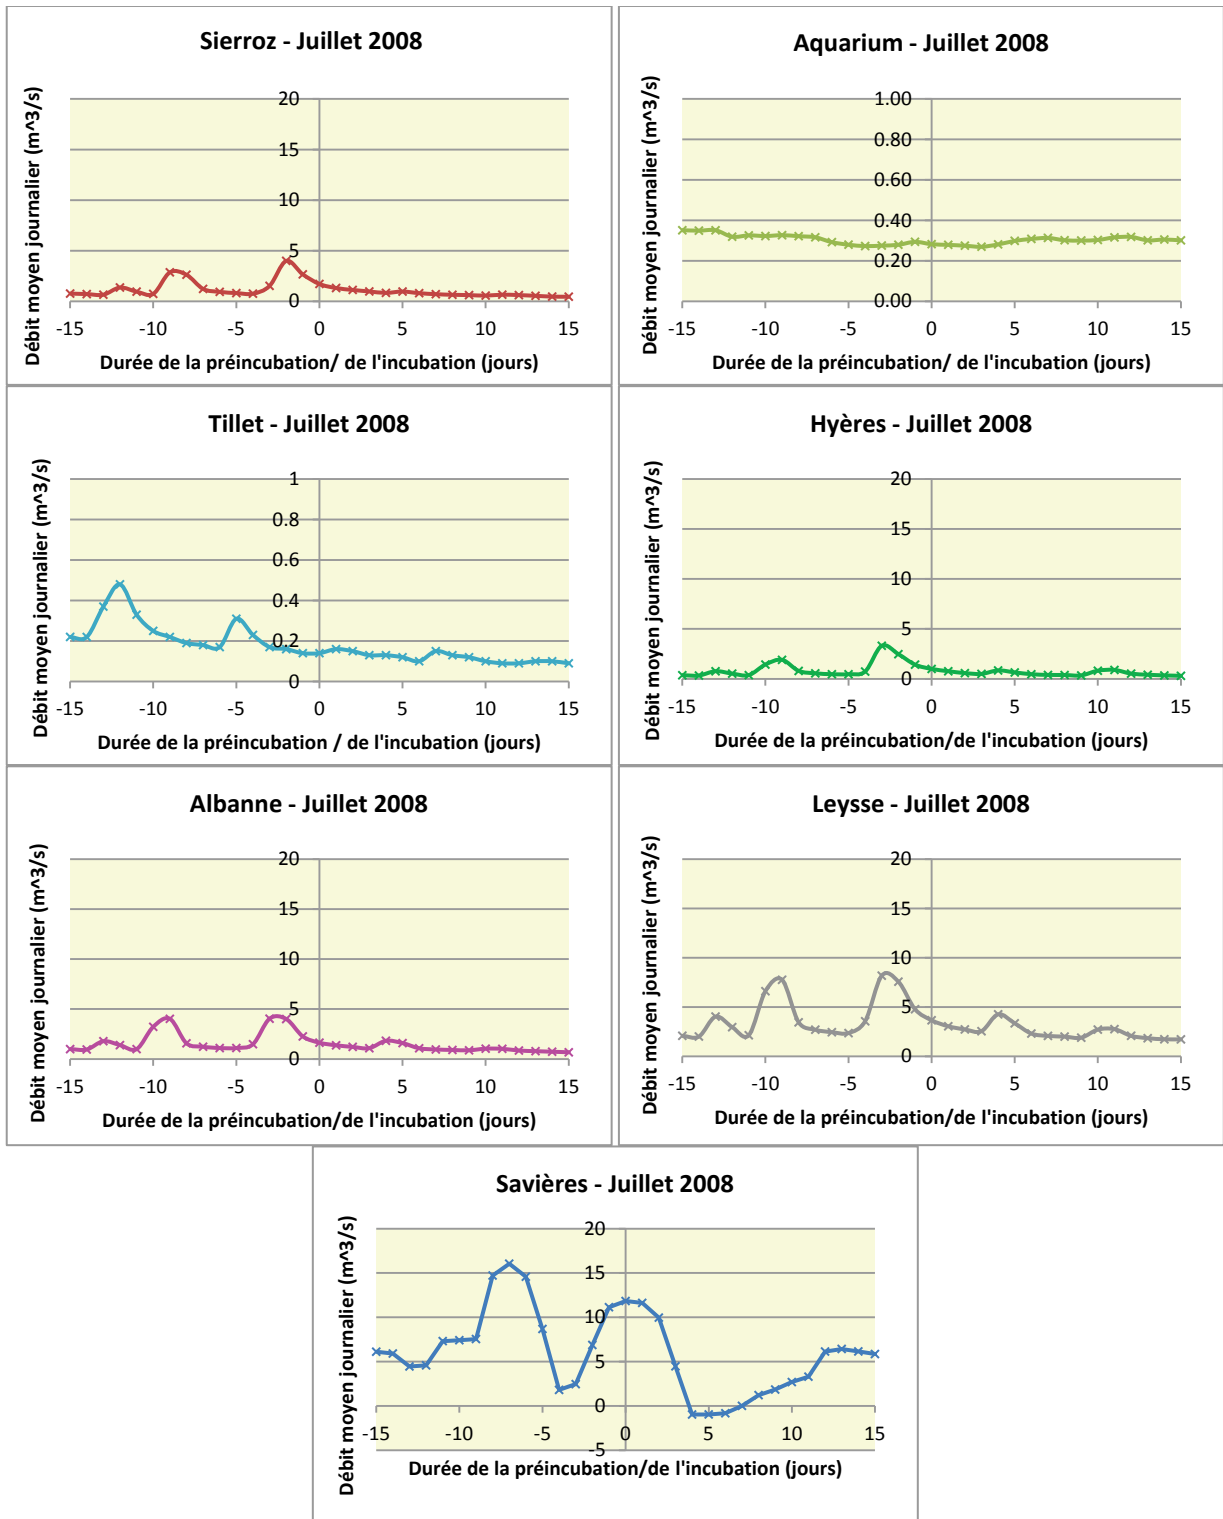 Sierroz - Juillet 2008
Débit moyen journalier (m^3/s)
20
15
10
5
0
-15 -10 -5 0 5 10 15
Durée de la préincubation/ de l'incubation (jours)
Aquarium - Juillet 2008
Débit moyen journalier (m^3/s)
1.00
0.80
0.60
0.40
0.20
0.00
-15 -10 -5 0 5 10 15
Durée de la préincubation/ de l'incubation (jours)
Tillet - Juillet 2008
Débit moyen journalier (m^3/s)
1
0.8
0.6
0.4
0.2
0
-15 -10 -5 0 5 10 15
Durée de la préincubation / de l'incubation (jours)
Hyères - Juillet 2008
Débit moyen journalier (m^3/s)
20
15
10
5
0
-15 -10 -5 0 5 10 15
Durée de la préincubation/de l'incubation (jours)
Albanne - Juillet 2008
Débit moyen journalier (m^3/s)
20
15
10
5
0
-15 -10 -5 0 5 10 15
Durée de la préincubation/de l'incubation (jours)
Leysse - Juillet 2008
Débit moyen journalier (m^3/s)
20
15
10
5
0
-15 -10 -5 0 5 10 15
Durée de la préincubation/de l'incubation (jours)
Savières - Juillet 2008
Débit moyen journalier (m^3/s)
20
15
10
5
0
-5
-15 -10 -5 0 5 10 15
Durée de la préincubation/de l'incubation (jours)